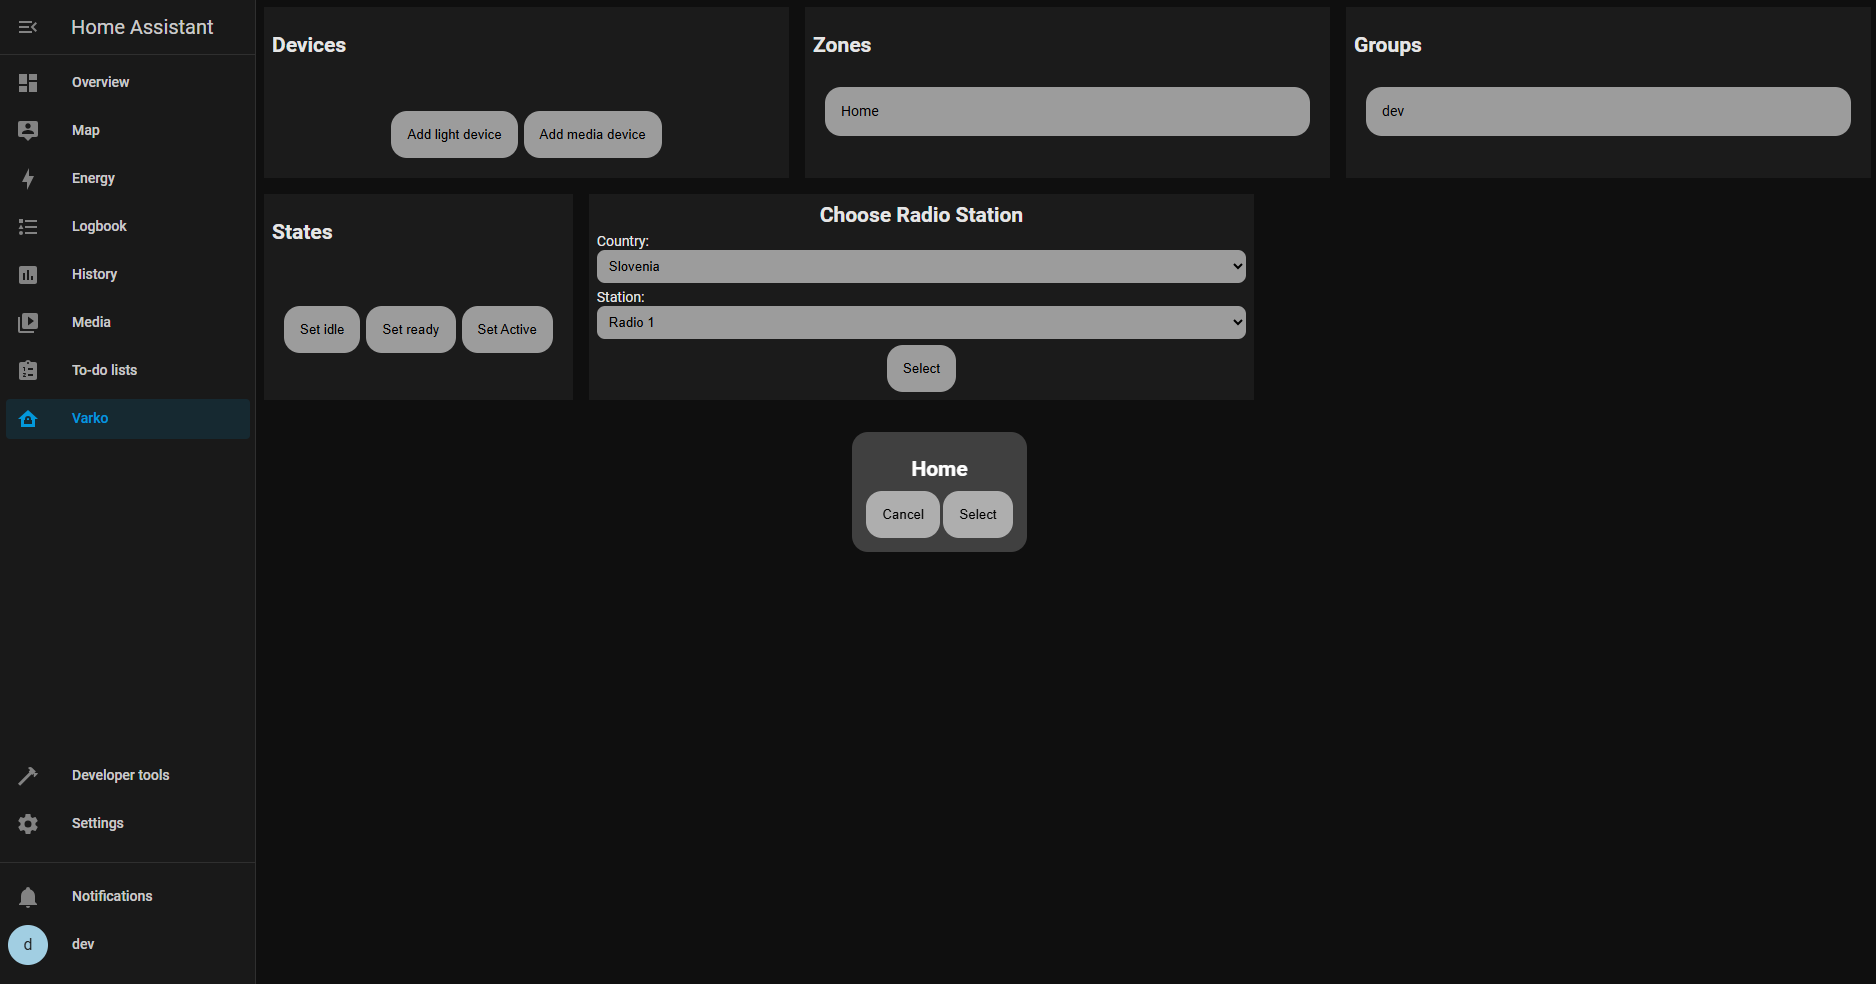 Home Assistant
Overview
Map
Energy
Logbook
History
Media
To-do lists
Varko
Developer tools
Settings
Notifications
d
dev
Devices
Add light device
Add media device
Zones
Home
Groups
dev
States
Set idle
Set ready
Set Active
Choose Radio Station
Country:
Slovenia
Station:
Radio 1
Select
Home
Cancel
Select